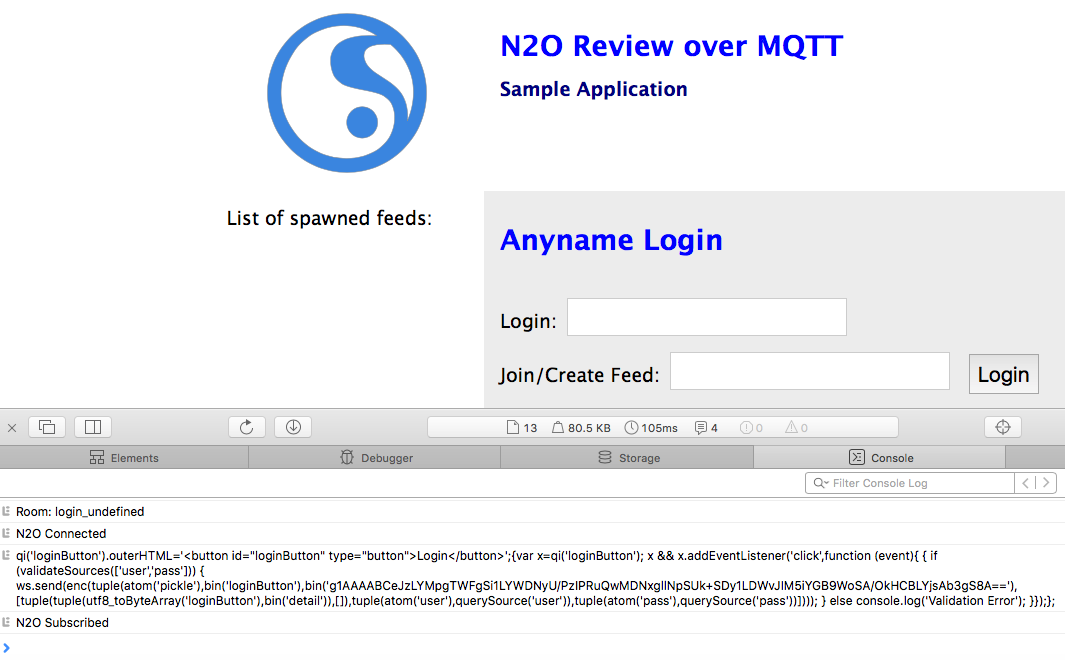 N2O Review over MQTT
Sample Application
List of spawned feeds:
Anyname Login
Login:
Join/Create Feed:
Login
13 80.5 KB 105ms 4 0 0
Elements Debugger Storage Console
Filter Console Log
Room: login_undefined
N2O Connected
qi('loginButton').outerHTML='<button id="loginButton" type="button">Login</button>';{var x=qi('loginButton'); x && x.addEventListener('click',function (event){ { if
(validateSources(['user','pass'])) {
ws.send(enc(tuple(atom('pickle'),bin('loginButton'),bin('g1AAAABCeJzLYMpgTWFgSi1LYWDNyU/PzIPRuQwMDNxglINpSUk+SDy1LDWvJIM5iYGB9WoSA/OkHCBLYjsAb3gS8A=='),
[tuple(tuple(utf8_toByteArray('loginButton'),bin('detail')),[]),tuple(atom('user'),querySource('user')),tuple(atom('pass'),querySource('pass'))]))); } else console.log('Validation Error'); }});};
N2O Subscribed